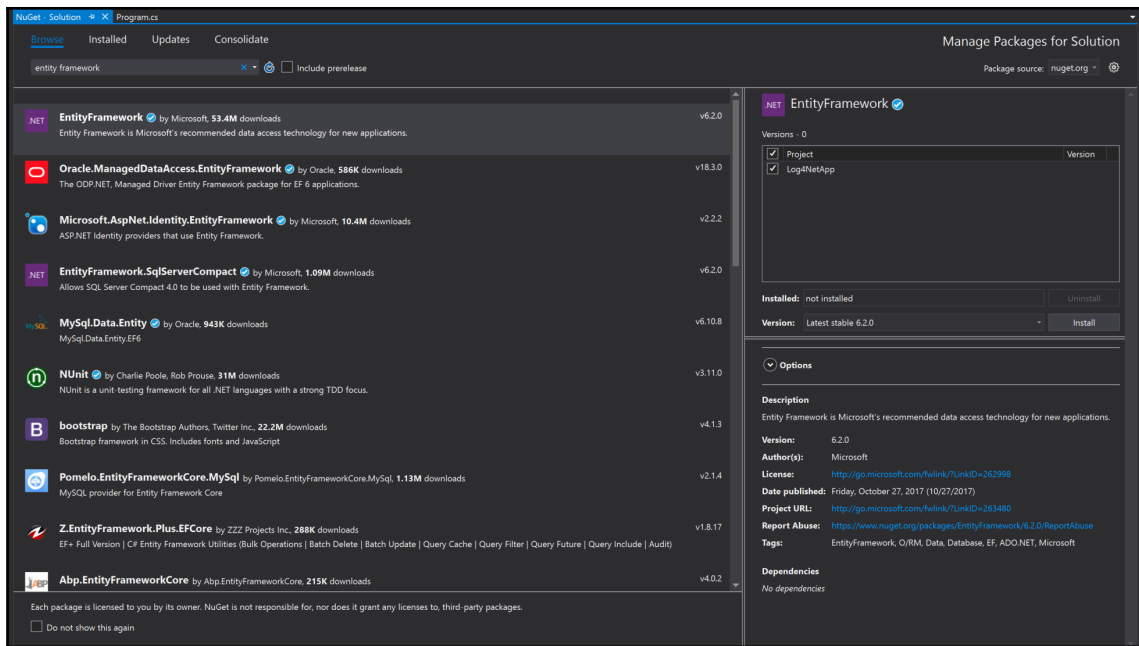 NuGet - Solution Program.cs
Browse Installed Updates Consolidate
Manage Packages for Solution
entity framework Include prerelease
Package source: nuget.org
.NET EntityFramework by Microsoft, 53.4M downloads v6.2.0
Entity Framework is Microsoft's recommended data access technology for new applications.
Oracle.ManagedDataAccess.EntityFramework by Oracle, 586K downloads v18.3.0
The ODP.NET, Managed Driver Entity Framework package for EF 6 applications.
Microsoft.AspNet.Identity.EntityFramework by Microsoft, 10.4M downloads v2.2.2
ASP.NET Identity providers that use Entity Framework.
.NET EntityFramework.SqlServerCompact by Microsoft, 1.09M downloads v6.2.0
Allows SQL Server Compact 4.0 to be used with Entity Framework.
MySQL MySql.Data.Entity by Oracle, 943K downloads v6.10.8
MySql.Data.Entity.EF6
n NUnit by Charlie Poole, Rob Prouse, 31M downloads v3.11.0
NUnit is a unit-testing framework for all .NET languages with a strong TDD focus.
B bootstrap by The Bootstrap Authors, Twitter Inc., 22.2M downloads v4.1.3
Bootstrap framework in CSS. Includes fonts and JavaScript
Pomelo.EntityFrameworkCore.MySql by Pomelo.EntityFrameworkCore.MySql, 1.13M downloads v2.1.4
MySQL provider for Entity Framework Core
Z.EntityFramework.Plus.EFCore by ZZZ Projects Inc., 288K downloads v1.8.17
EF+ Full Version | C# Entity Framework Utilities (Bulk Operations | Batch Delete | Batch Update | Query Cache | Query Filter | Query Future | Query Include | Audit)
ABP Abp.EntityFrameworkCore by Abp.EntityFrameworkCore, 215K downloads v4.0.2
Each package is licensed to you by its owner. NuGet is not responsible for, nor does it grant any licenses to, third-party packages.
Do not show this again
.NET EntityFramework
Versions - 0
Project Version
Log4NetApp
Installed: not installed Uninstall
Version: Latest stable 6.2.0 Install
Options
Description
Entity Framework is Microsoft's recommended data access technology for new applications.
Version: 6.2.0
Author(s): Microsoft
License: http://go.microsoft.com/fwlink/?LinkID=262998
Date published: Friday, October 27, 2017 (10/27/2017)
Project URL: http://go.microsoft.com/fwlink/?LinkID=263480
Report Abuse: https://www.nuget.org/packages/EntityFramework/6.2.0/ReportAbuse
Tags: EntityFramework, O/RM, Data, Database, EF, ADO.NET, Microsoft
Dependencies
No dependencies